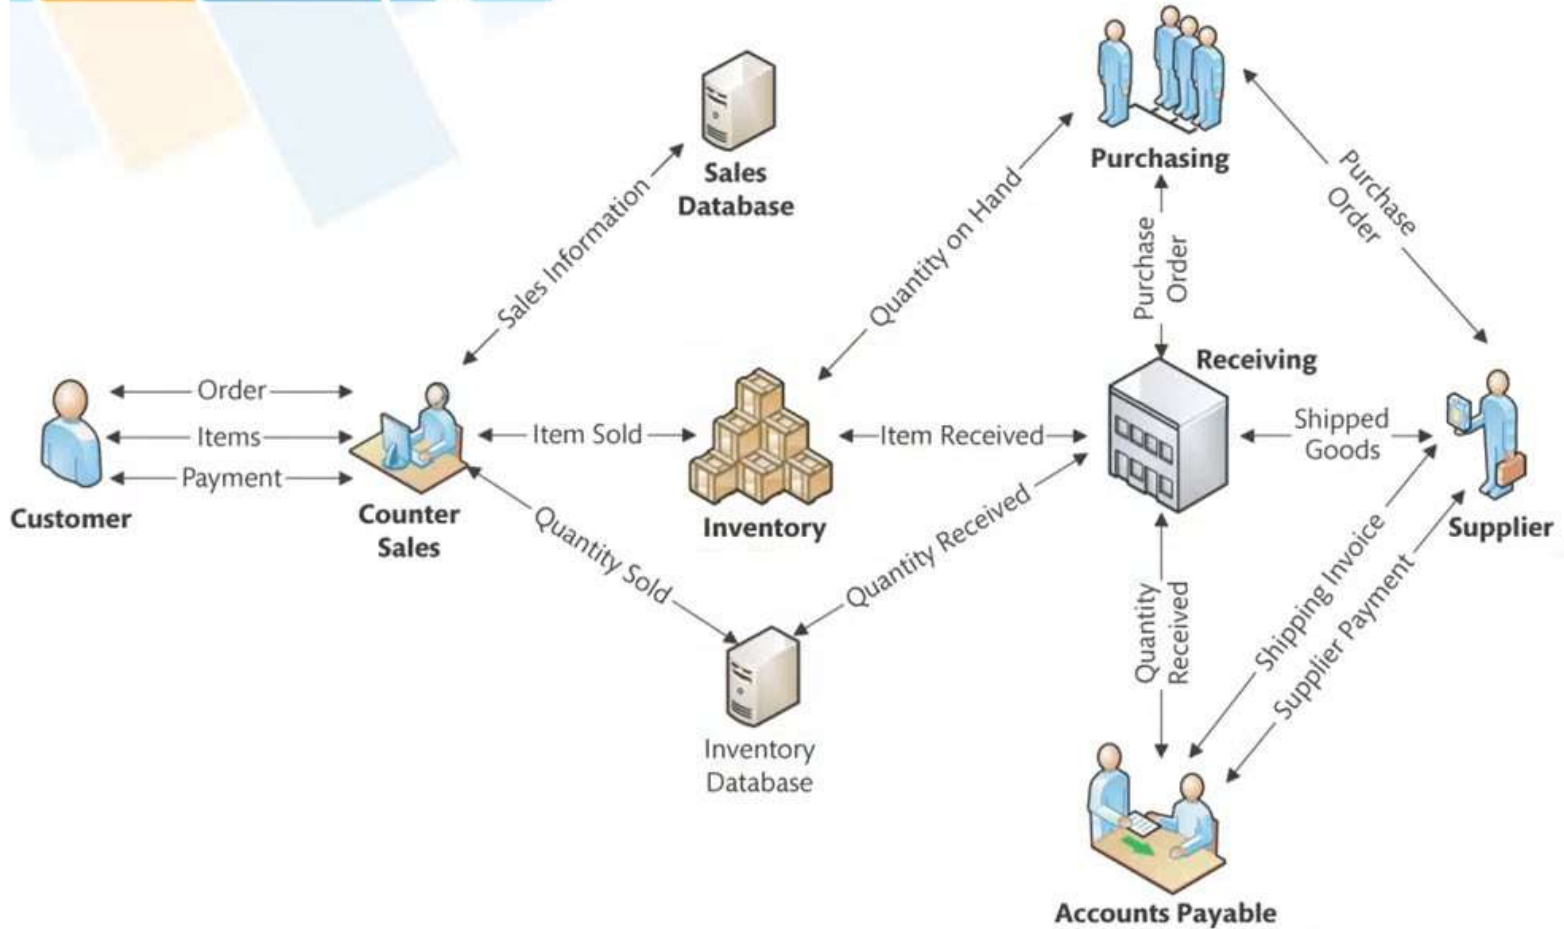 Purchasing
Sales
Database
Sales Information
Quantity on Hand
Purchase
Order
Purchase
Order
Receiving
Order
Items
Payment
Customer
Counter
Sales
Item Sold
Inventory
Item Received
Shipped
Goods
Supplier
Quantity Sold
Quantity Received
Inventory
Database
Quantity
Received
Shipping Invoice
Supplier Payment
Accounts Payable